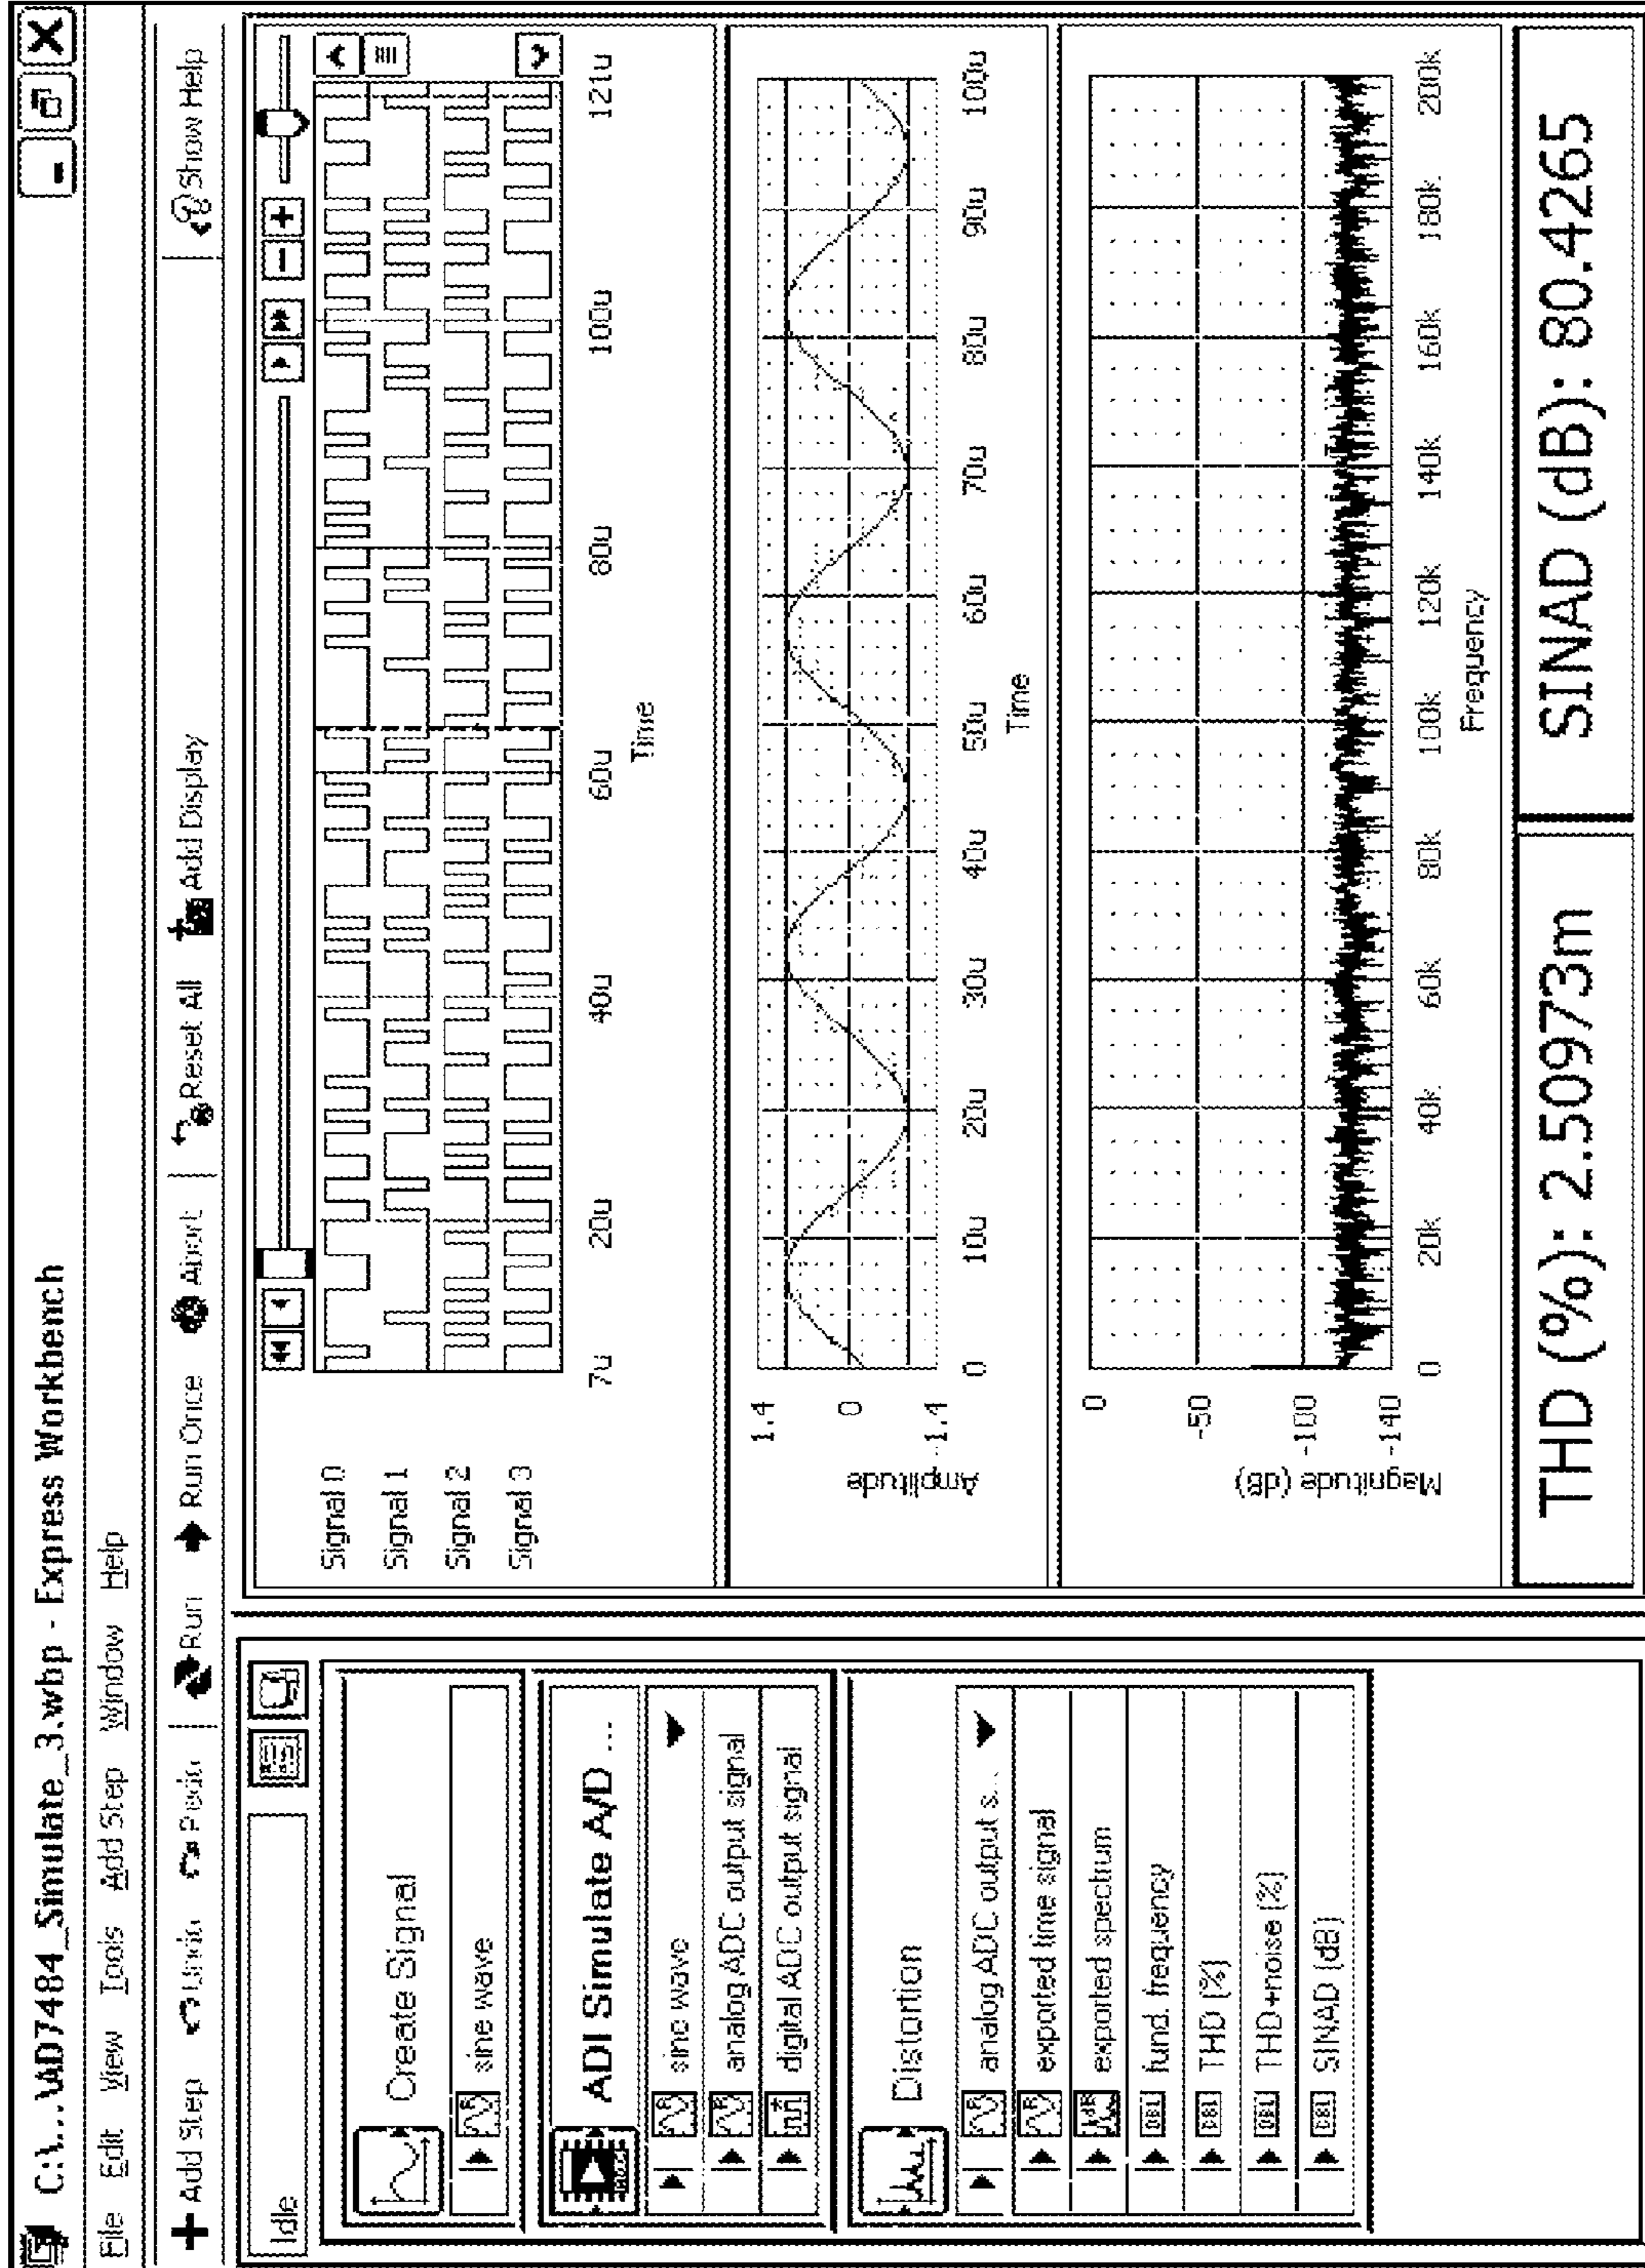 C:\...\AD7484_Simulate_3.wbp - Express Workbench
File Edit View Tools Add Step Window Help
Add Step Undo Redo Run Run Once Abort Reset All Add Display Show Help
Idle
Create Signal
sine wave
ADI Simulate A/D ...
sine wave
analog ADC output signal
digital ADC output signal
Distortion
analog ADC output s...
exported time signal
exported spectrum
fund. frequency
THD (%)
THD+noise (%)
SINAD (dB)
Signal 0
Signal 1
Signal 2
Signal 3
7u 20u 40u 60u 80u 100u 121u
Time
Amplitude
1.4
0
-1.4
0 10u 20u 30u 40u 50u 60u 70u 80u 90u 100u
Time
Magnitude (dB)
0
-50
-100
-140
0 20k 40k 60k 80k 100k 120k 140k 160k 180k 200k
Frequency
THD (%): 2.50973m
SINAD (dB): 80.4265